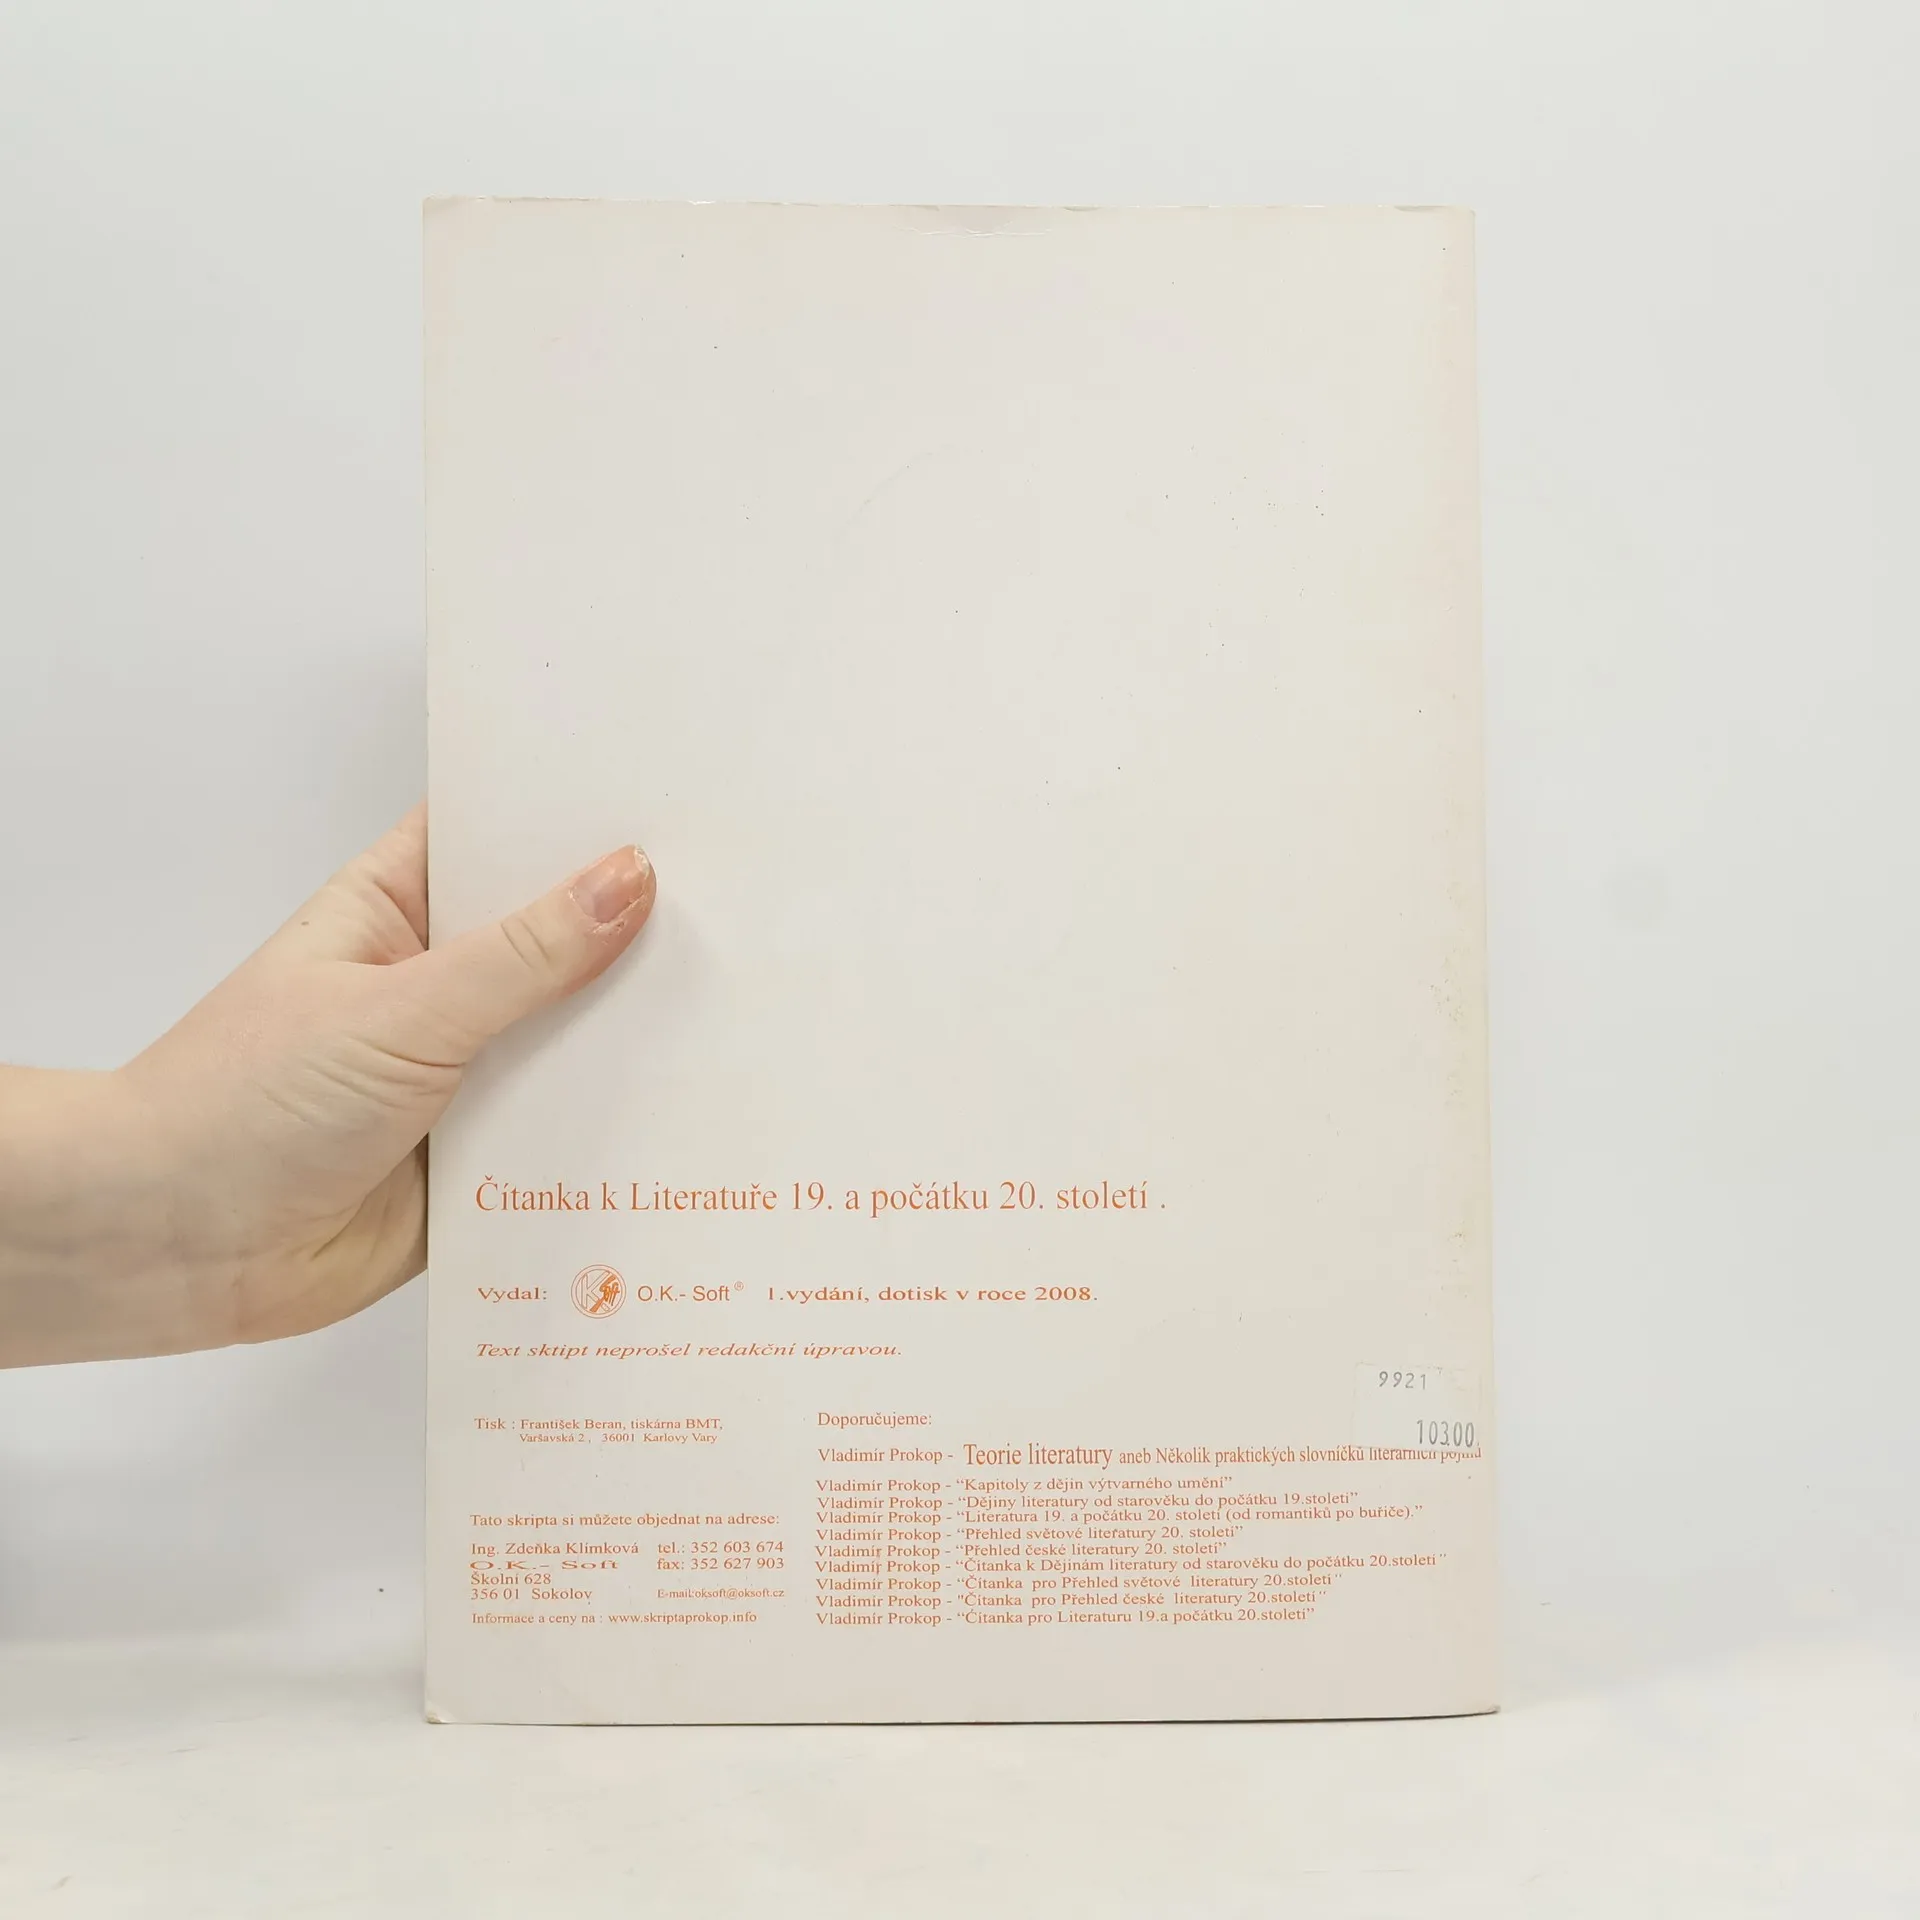 Čítanka k Literatuře 19. a počátku 20. století .
Vydal: K Soft O.K.- Soft ® 1.vydání, dotisk v roce 2008.
Text sktipt neprošel redakční úpravou.
9921
10300
Tisk : František Beran, tiskárna BMT,
Varšavská 2 , 36001 Karlovy Vary
Tato skripta si můžete objednat na adrese:
Ing. Zdeňka Klímková tel.: 352 603 674
O.K.- Soft fax: 352 627 903
Školní 628
356 01 Sokolov E-mail:oksoft@oksoft.cz
Informace a ceny na : www.skriptaprokop.info
Doporučujeme:
Vladimír Prokop - Teorie literatury aneb Několik praktických slovníčků literárních pojmů
Vladimír Prokop - “Kapitoly z dějin výtvarného umění”
Vladimír Prokop - “Dějiny literatury od starověku do počátku 19.století”
Vladimír Prokop - “Literatura 19. a počátku 20. století (od romantiků po buřiče).”
Vladimír Prokop - “Přehled světové literatury 20. století”
Vladimír Prokop - “Přehled české literatury 20. století”
Vladimír Prokop - “Čítanka k Dějinám literatury od starověku do počátku 20.století ”
Vladimír Prokop - “Čítanka pro Přehled světové literatury 20.století ”
Vladimír Prokop - "Čítanka pro Přehled české literatury 20.století ”
Vladimír Prokop - “Čítanka pro Literaturu 19.a počátku 20.století”